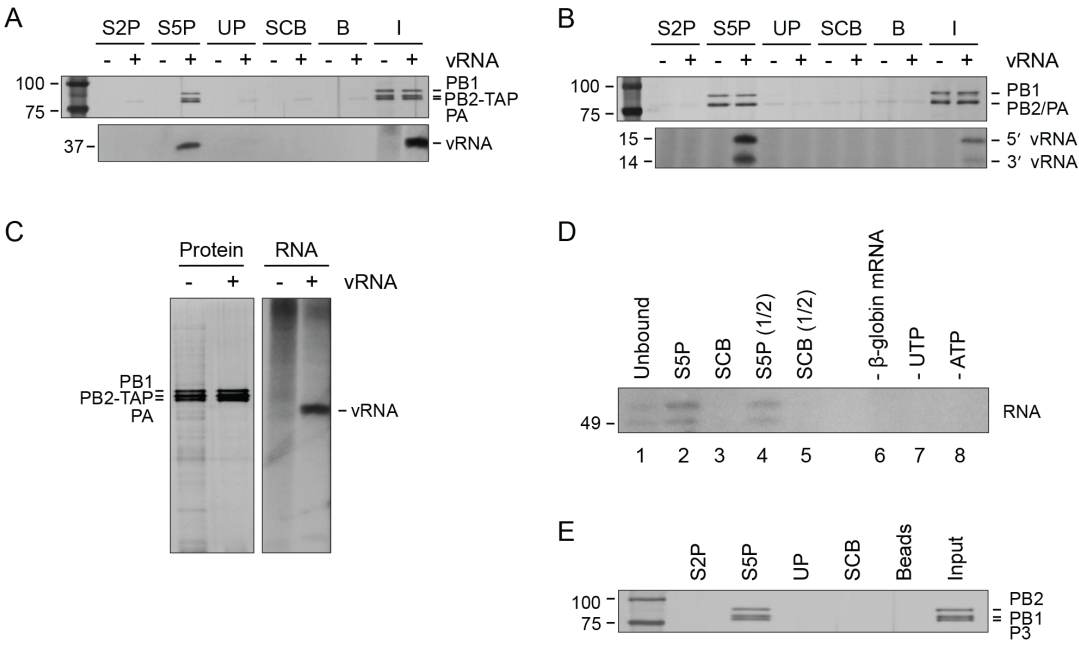 A
S2P S5P UP SCB B I
- + - + - + - + - + - + vRNA
100 PB1
PB2-TAP
75 PA
37 vRNA
B
S2P S5P UP SCB B I
- + - + - + - + - + - + vRNA
100 PB1
75 PB2/PA
15 5′ vRNA
14 3′ vRNA
C
Protein RNA
- + - + vRNA
PB1
PB2-TAP
PA
vRNA
D
Unbound S5P SCB S5P (1/2) SCB (1/2) - β-globin mRNA - UTP - ATP
RNA
49
1 2 3 4 5 6 7 8
E
S2P S5P UP SCB Beads Input
100 PB2
PB1
75 P3